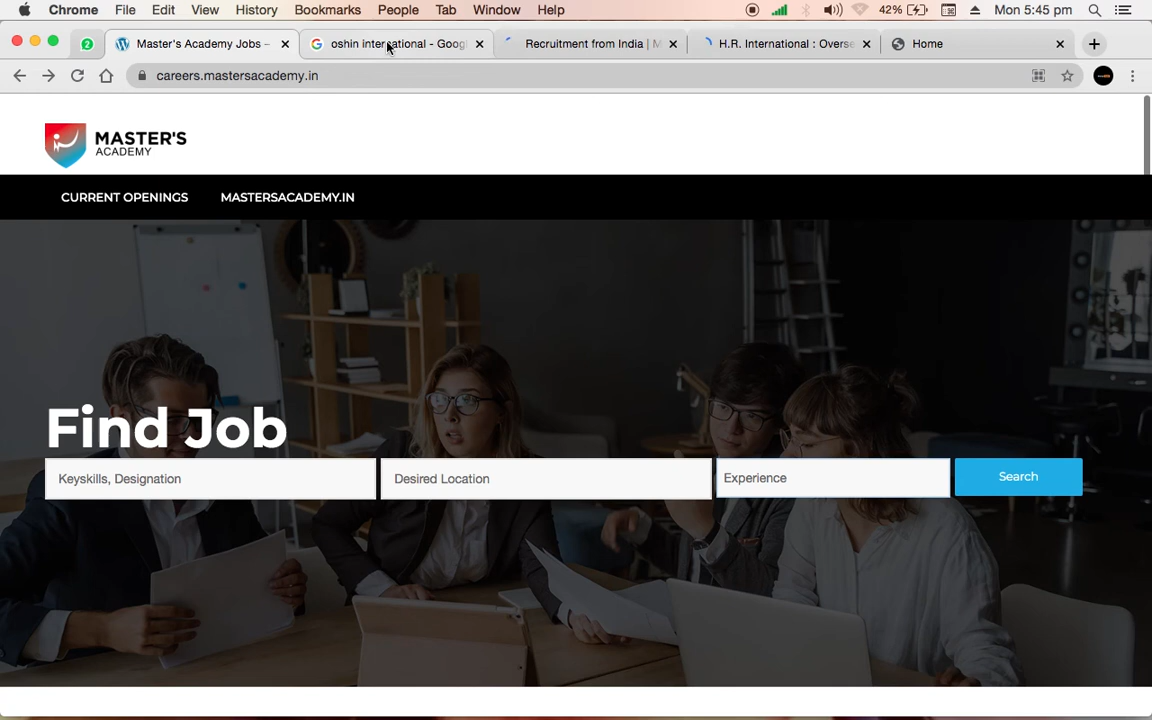 Chrome File Edit View History Bookmarks People Tab Window Help 42% Mon 5:45 pm
2 Master's Academy Jobs - oshin international - Goog Recruitment from India | M H.R. International : Overse Home
careers.mastersacademy.in
MASTER'S
ACADEMY
CURRENT OPENINGS MASTERSACADEMY.IN
Find Job
Keyskills, Designation Desired Location Experience Search